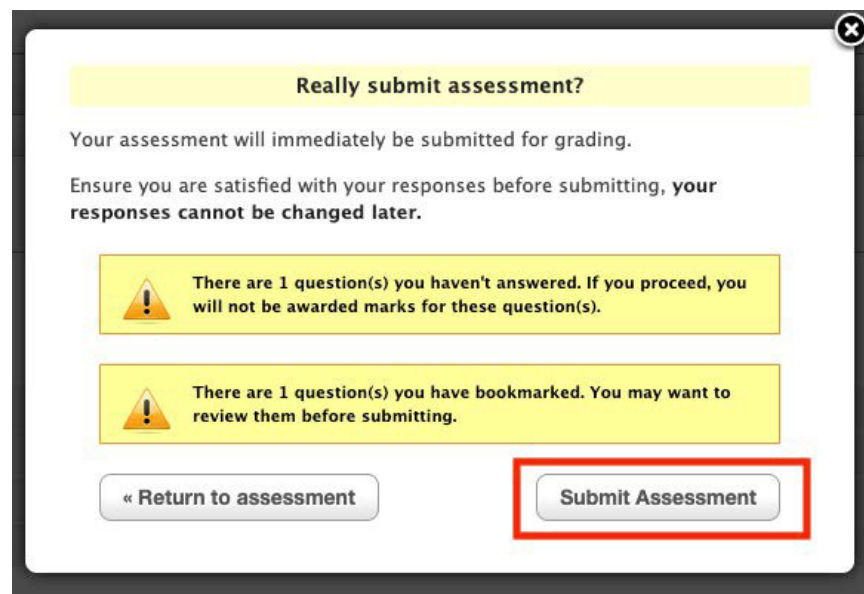 Really submit assessment?
Your assessment will immediately be submitted for grading.
Ensure you are satisfied with your responses before submitting, your
responses cannot be changed later.
There are 1 question(s) you haven't answered. If you proceed, you
will not be awarded marks for these question(s).
There are 1 question(s) you have bookmarked. You may want to
review them before submitting.
« Return to assessment
Submit Assessment